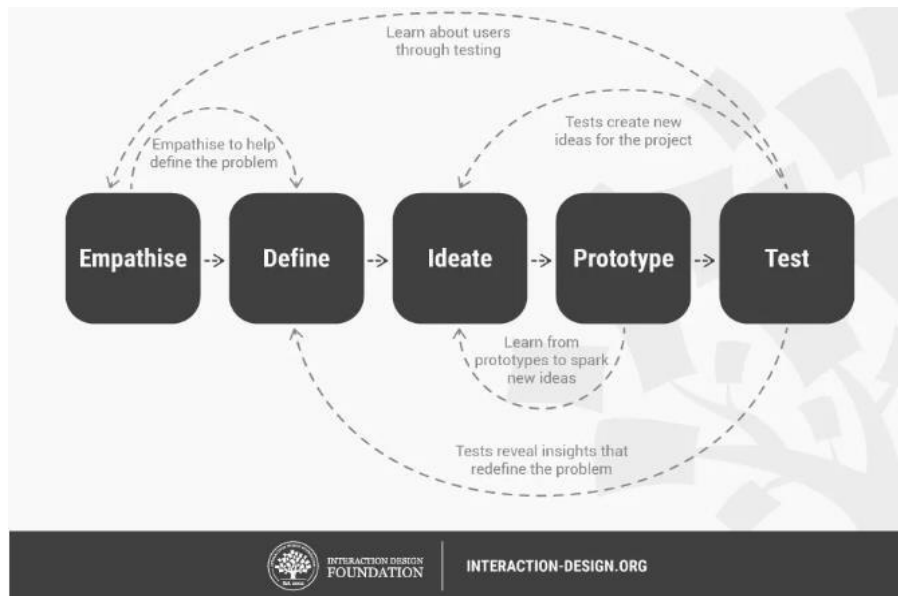 Learn about users
through testing
Tests create new
ideas for the project
Empathise to help
define the problem
Empathise
Define
Ideate
Prototype
Test
Learn from
prototypes to spark
new ideas
Tests reveal insights that
redefine the problem
INTERACTION DESIGN
FOUNDATION
INTERACTION-DESIGN.ORG